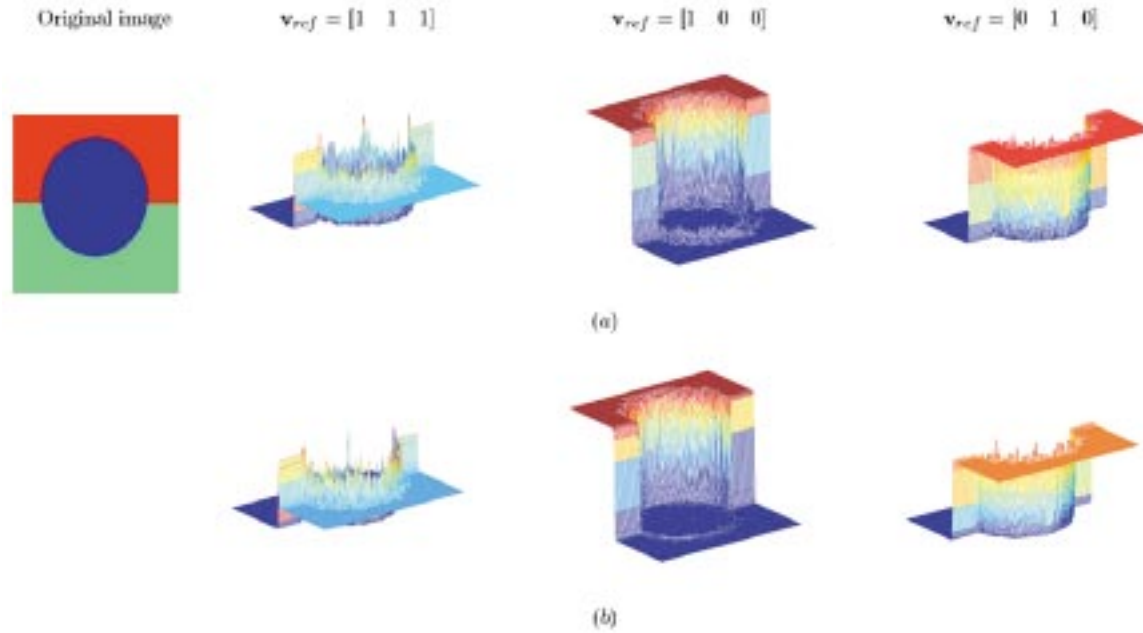 Original image
v_ref = [1 1 1]
v_ref = [1 0 0]
v_ref = [0 1 0]
(a)
(b)